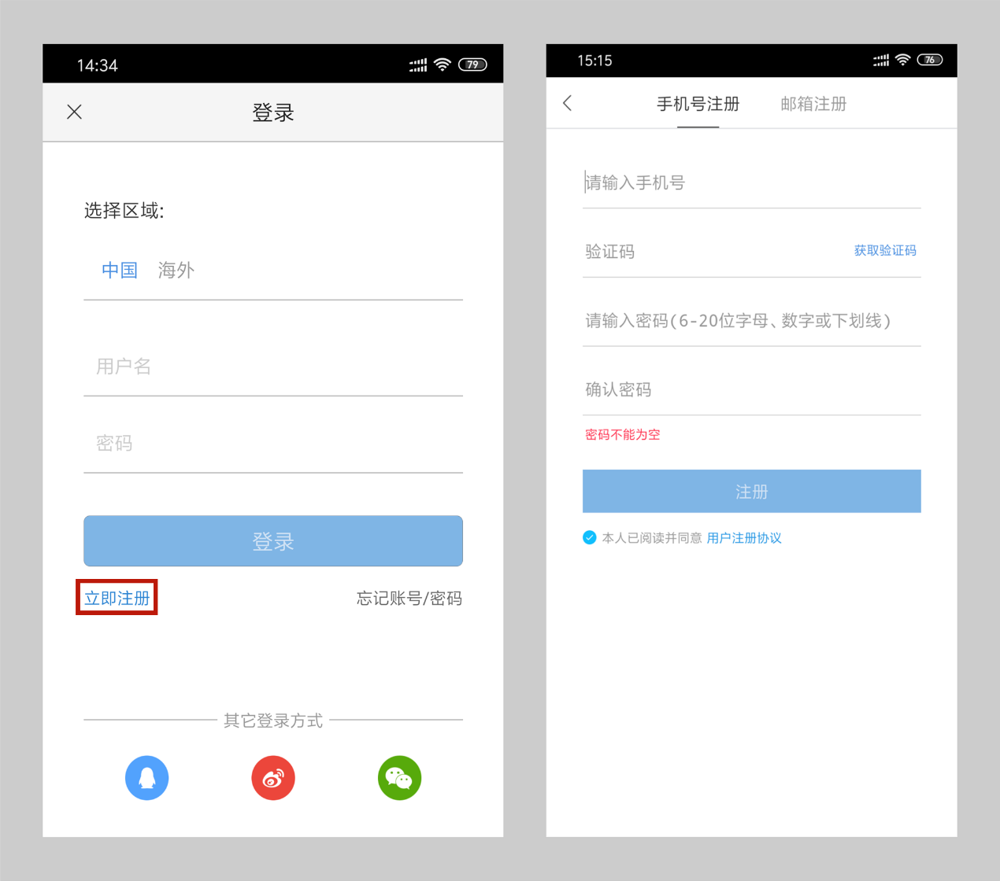 14:34
79
登录
选择区域:
中国 海外
用户名
密码
登录
立即注册 忘记账号/密码
其它登录方式
15:15
76
手机号注册 邮箱注册
请输入手机号
验证码 获取验证码
请输入密码(6-20位字母、数字或下划线)
确认密码
密码不能为空
注册
本人已阅读并同意 用户注册协议